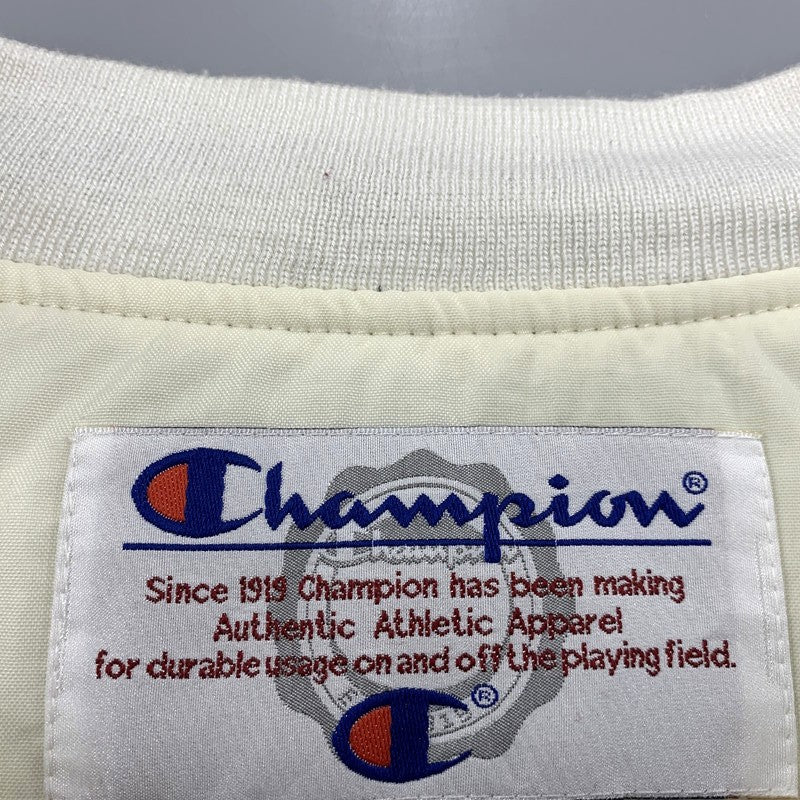 Champion®
Champion
Since 1919 Champion has been making
Authentic Athletic Apparel
for durable usage on and off the playing field.
®